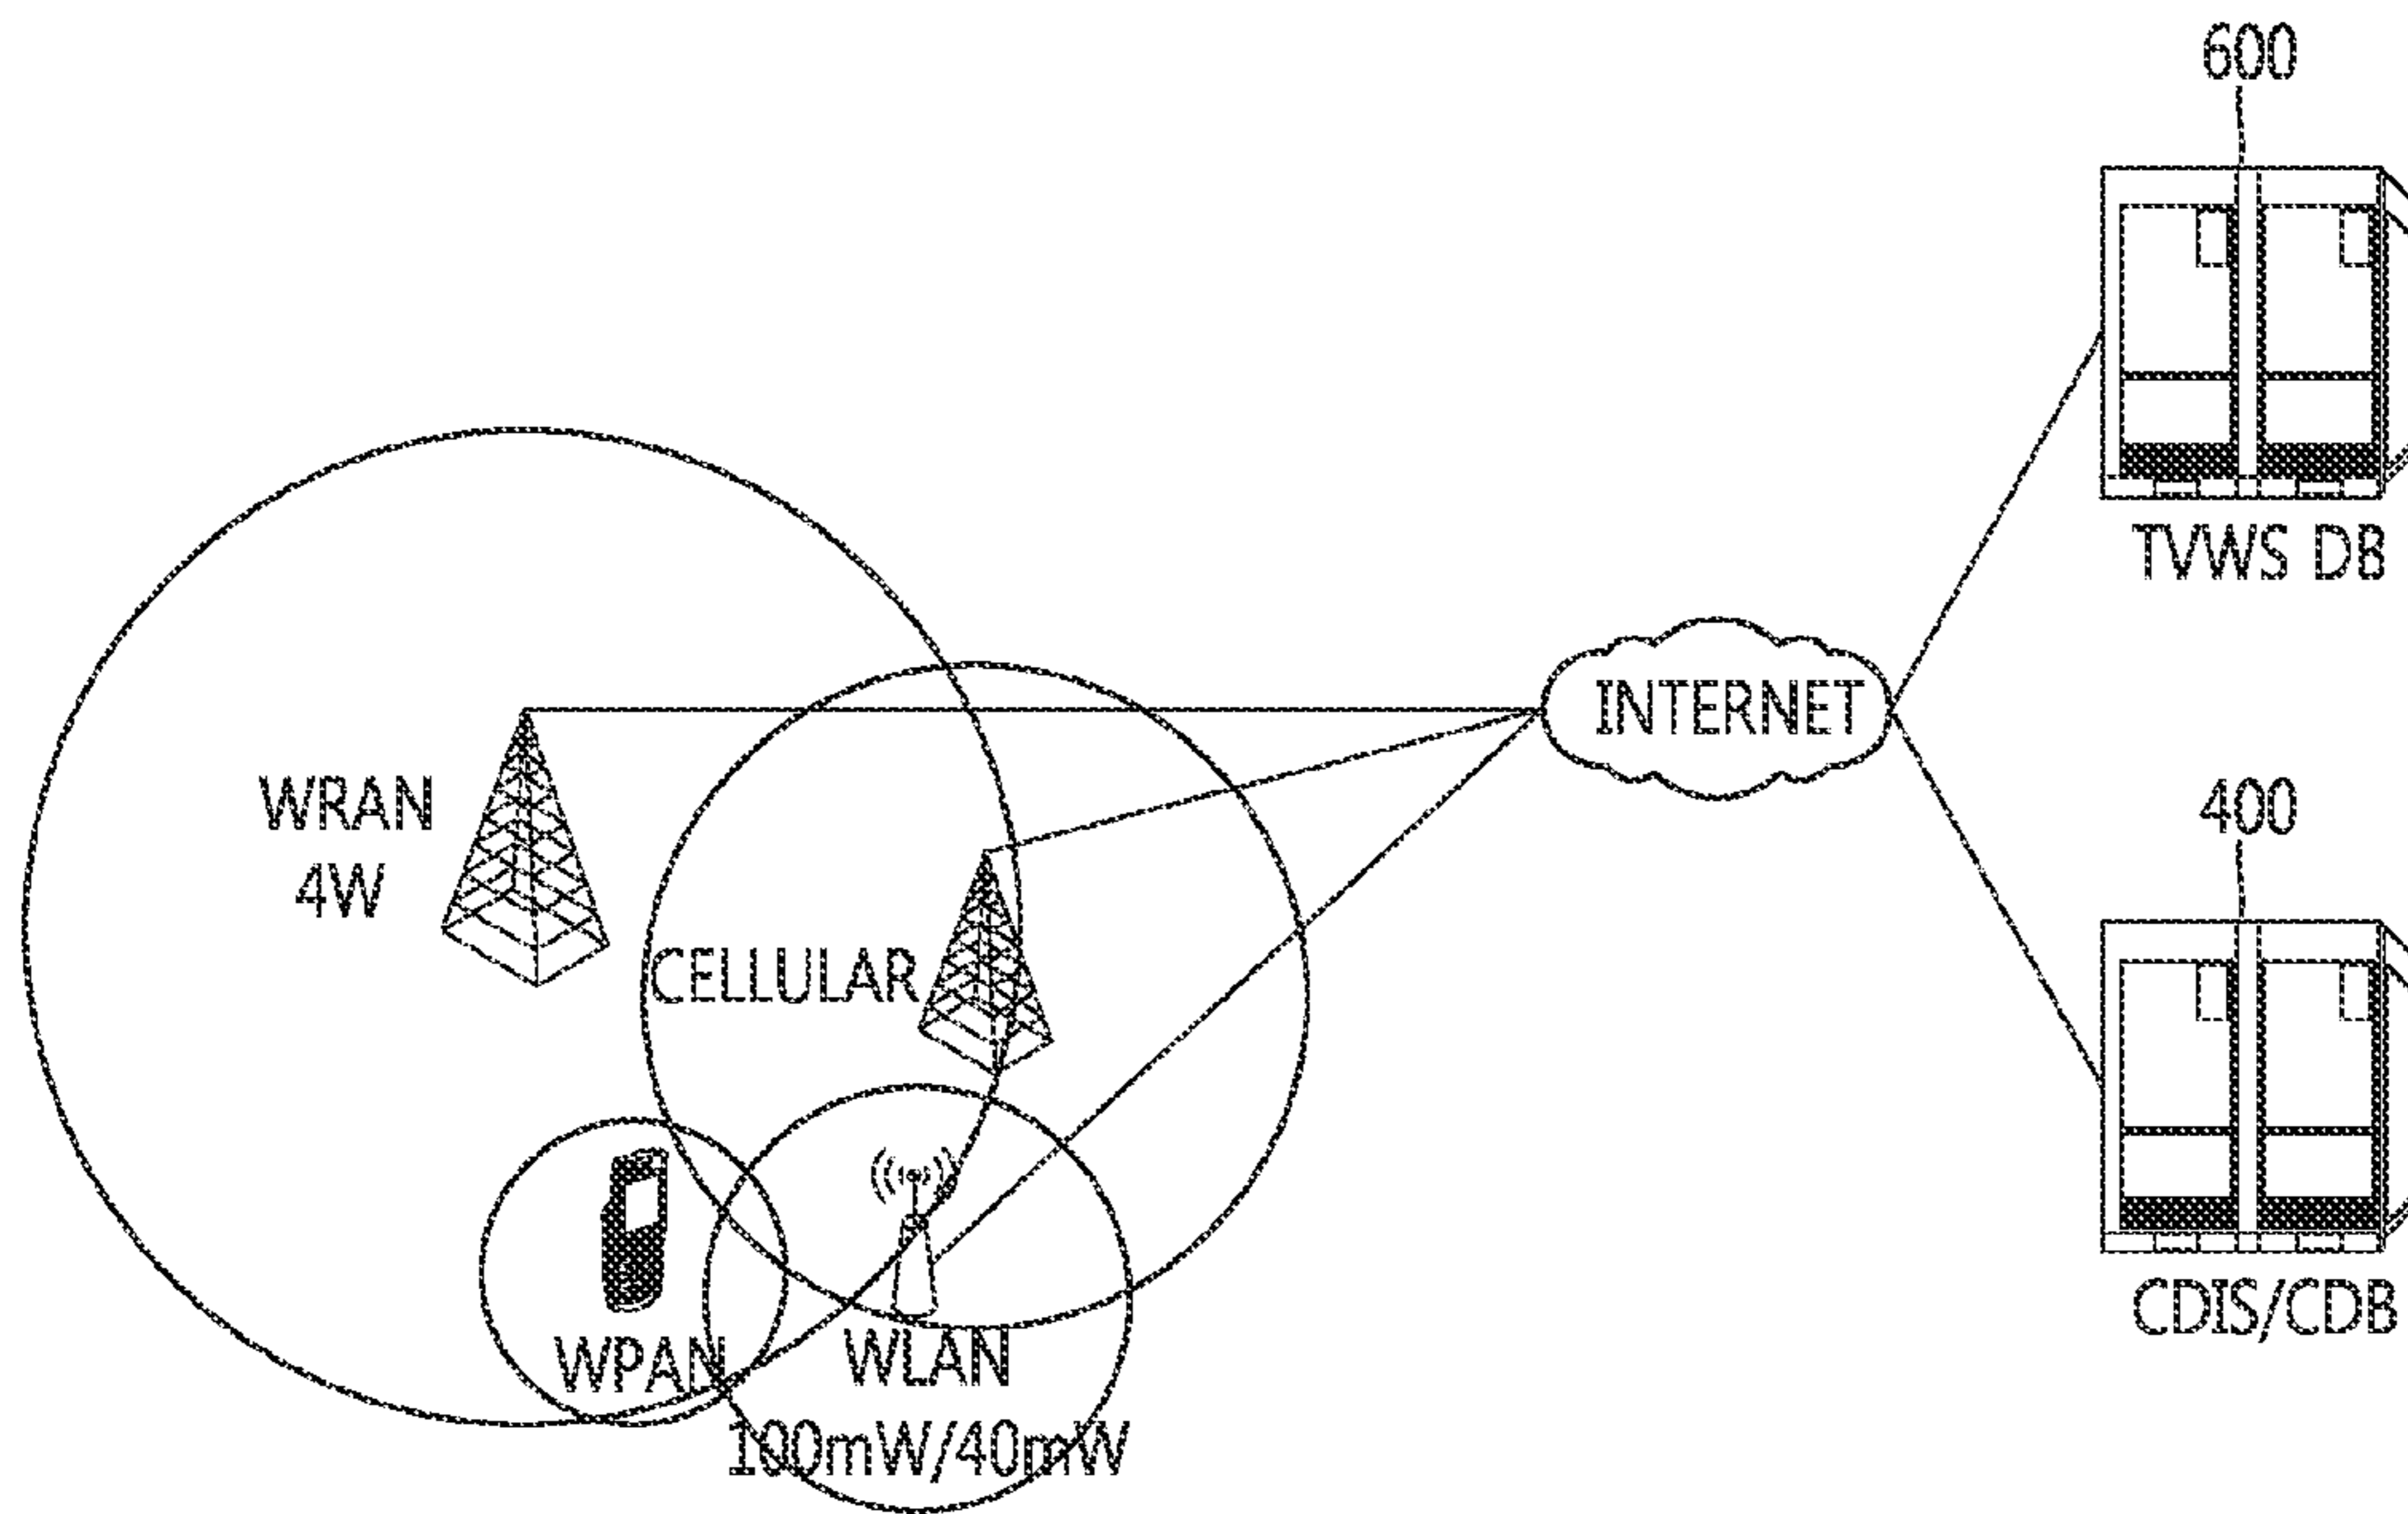 600
TVWS DB
INTERNET
WRAN
4W
400
CELLULAR
CDIS/CDB
WPAN
WLAN
100mW/40mW